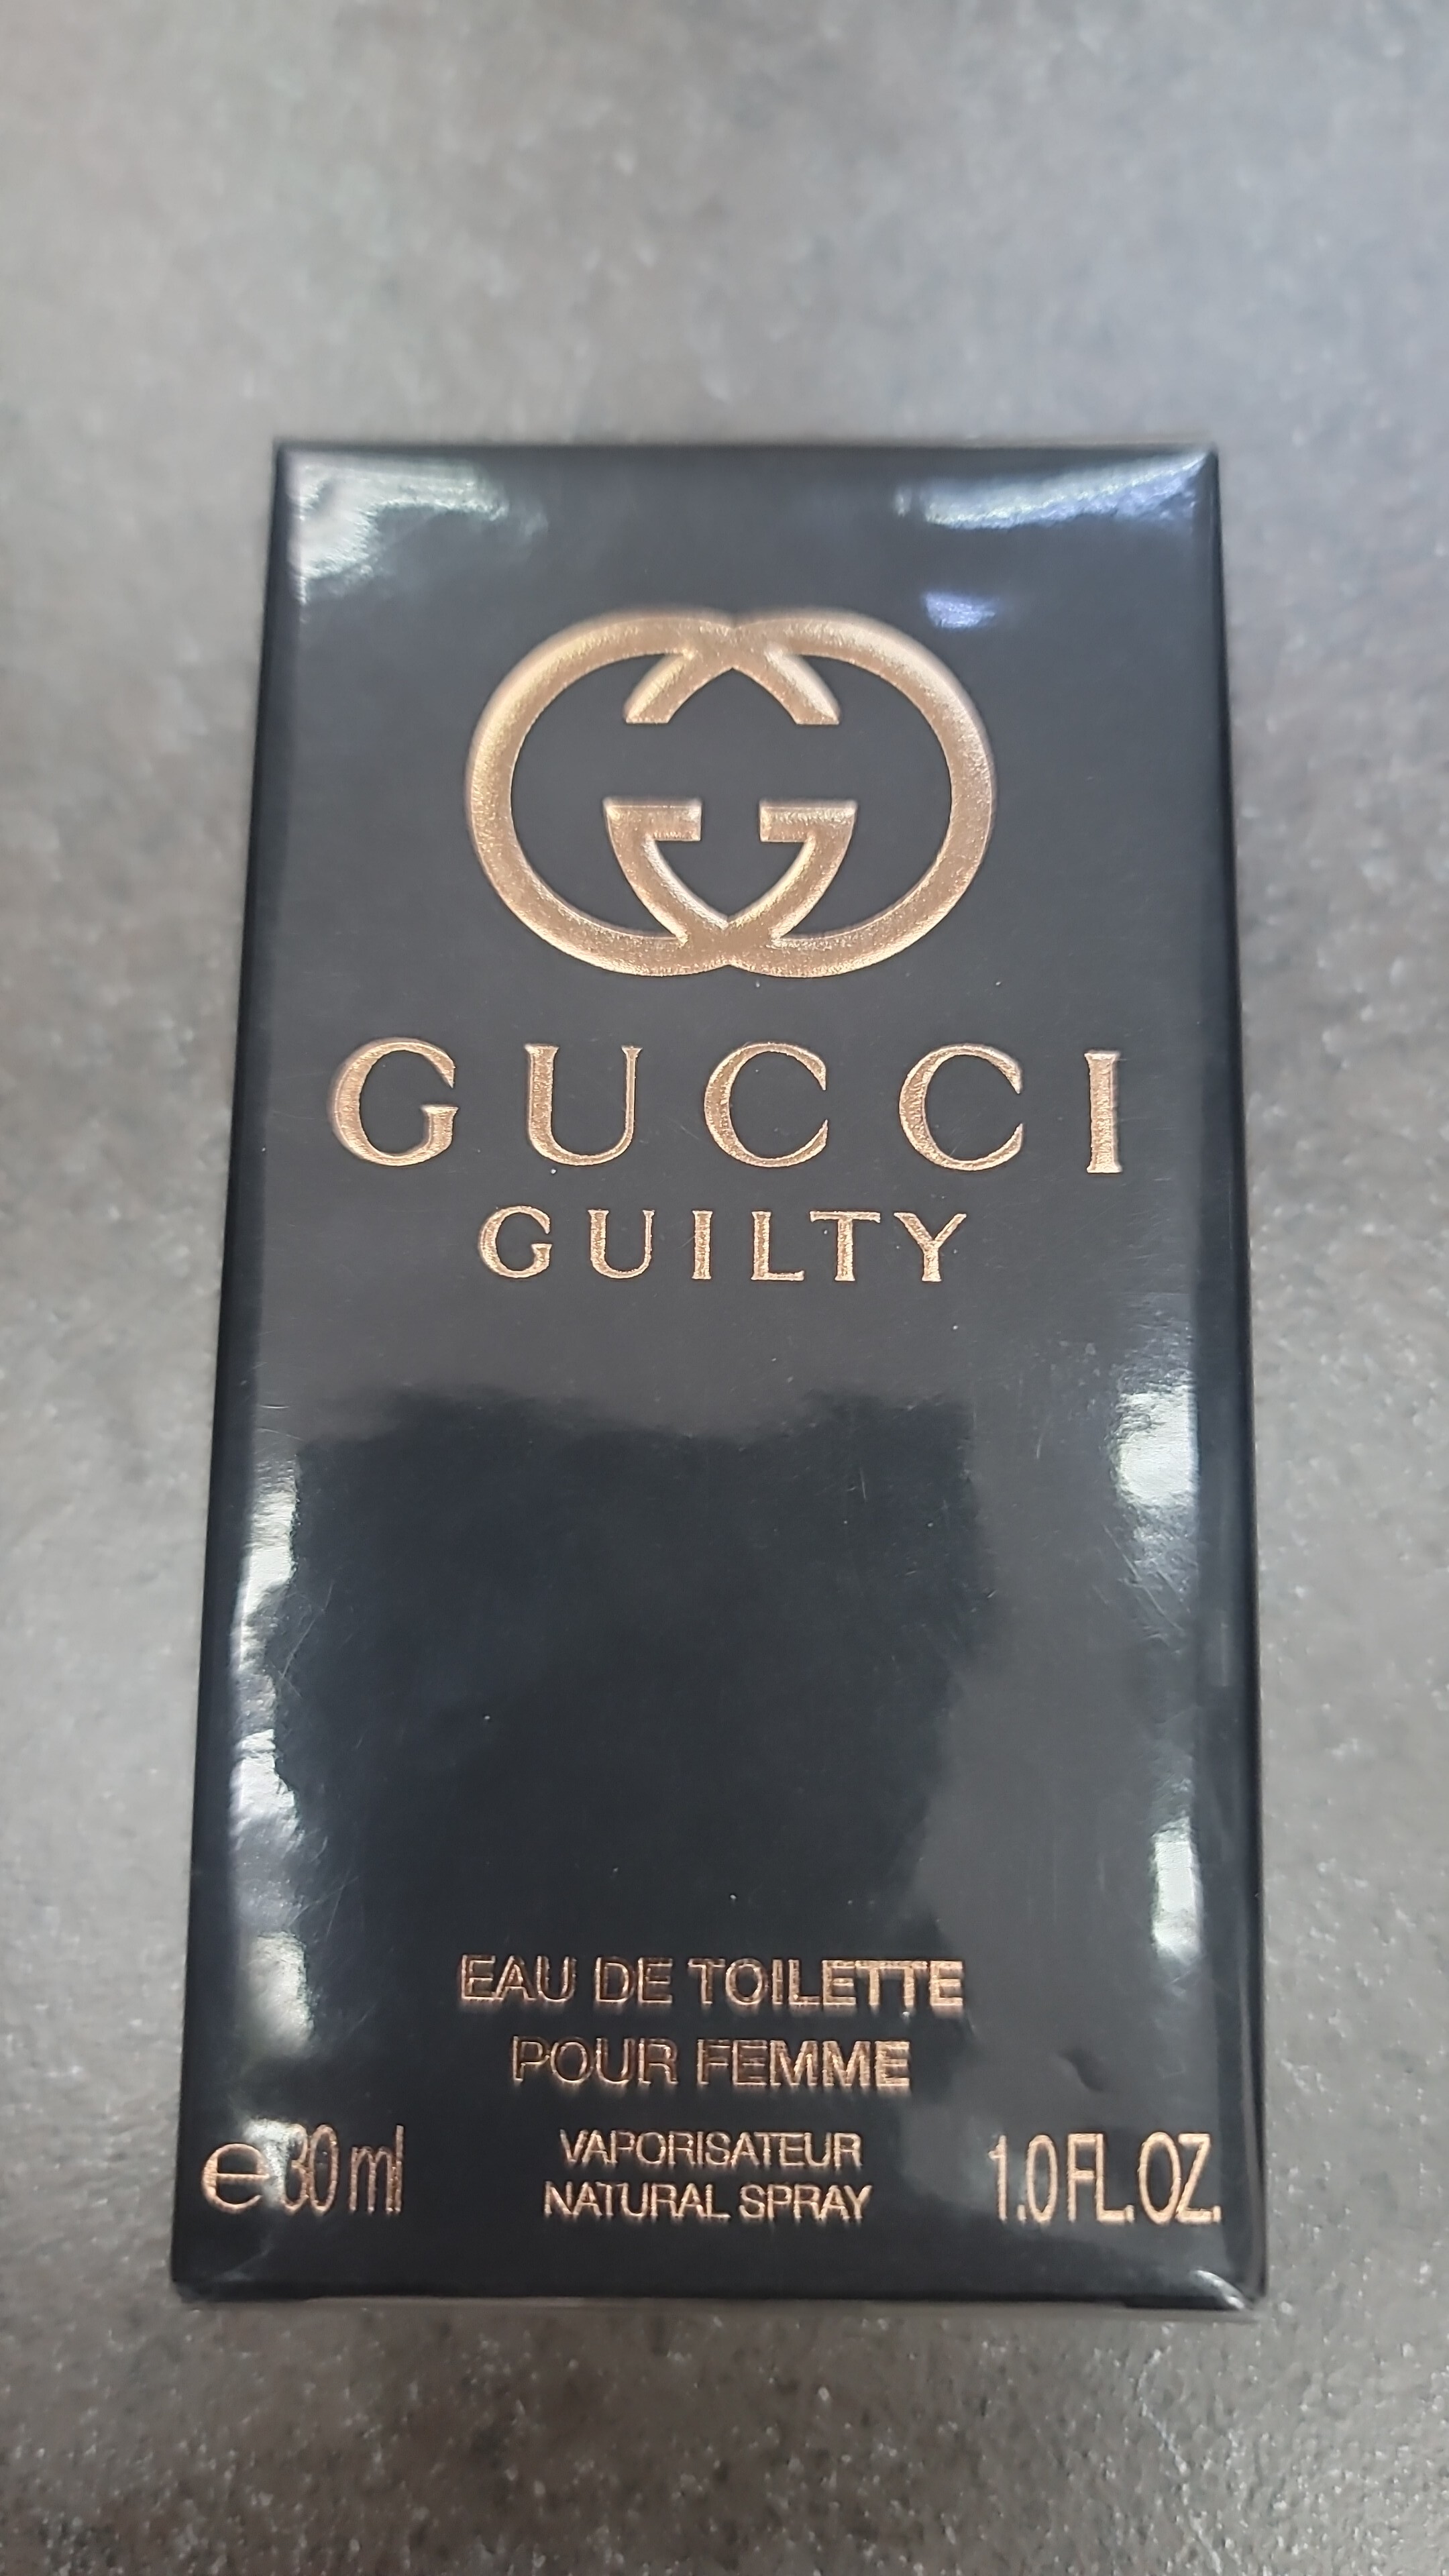 GUCCI
GUILTY
EAU DE TOILETTE
POUR FEMME
e 30 ml VAPORISATEUR 1.0 FL. OZ.
NATURAL SPRAY